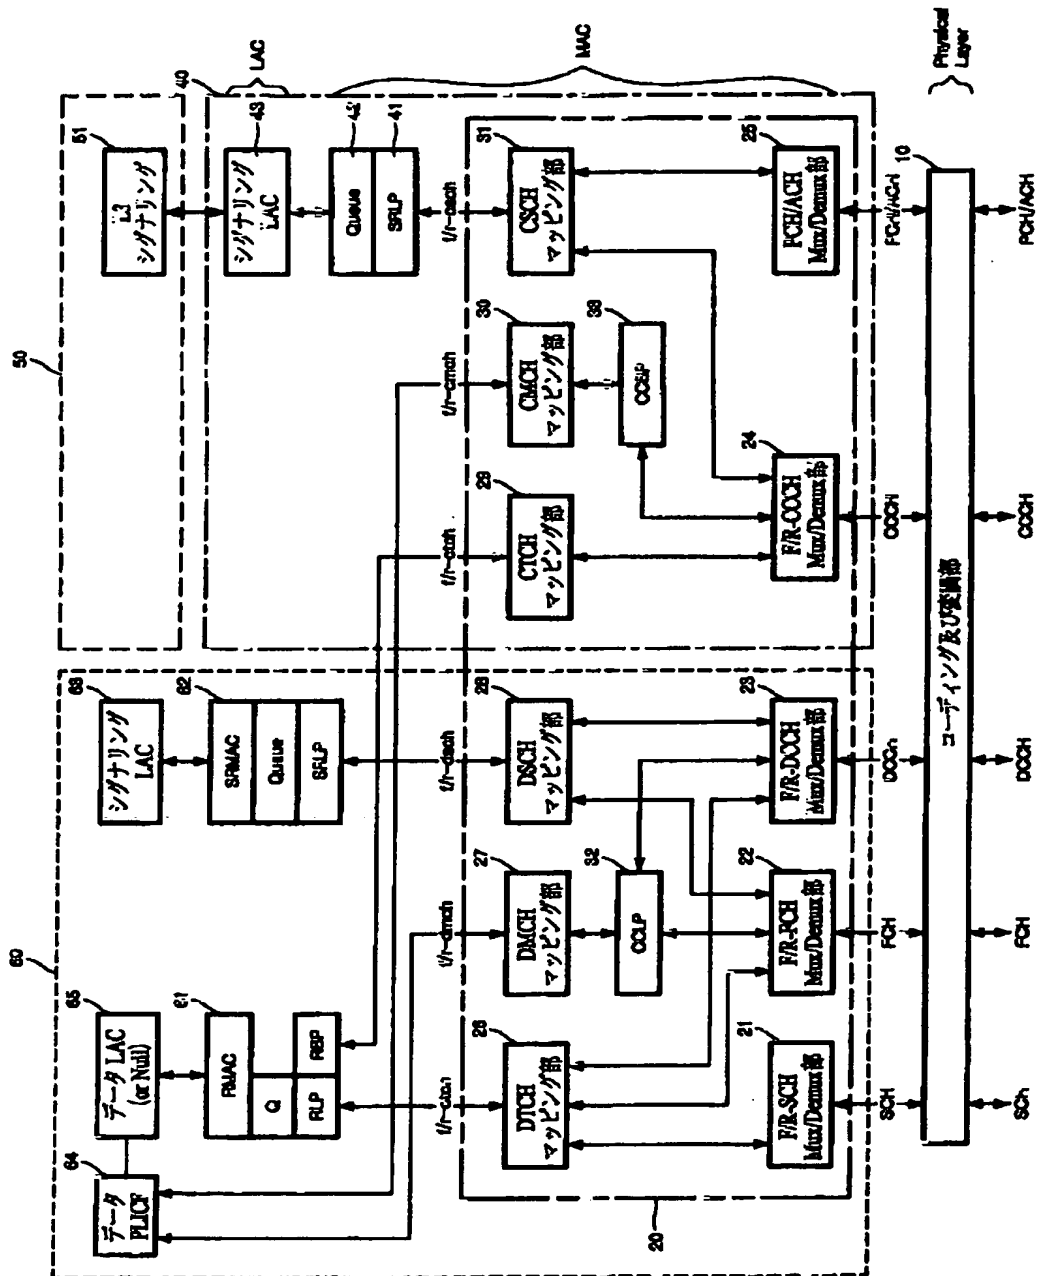 60
50
64
データ
PLICF
65
データ LAC
(or Null)
61
RMAC
Q
RLP
RBP
63
シグナリング
LAC
62
SRMAC
Queue
SRLP
51
L3
シグナリング
40
LAC
43
シグナリング
LAC
42
Queue
41
SRLP
MAC
f/r-dtch
f/r-dmch
f/r-dsch
f/r-ctch
f/r-cmch
f/r-csch
26
DTCH
マッピング部
27
DMCH
マッピング部
28
DSCH
マッピング部
29
CTCH
マッピング部
30
CMCH
マッピング部
31
CSCH
マッピング部
32
CCLP
33
20
21
F/R-SCH
Mux/Demux部
22
F/R-FCH
Mux/Demux部
23
F/R-DCCH
Mux/Demux部
24
F/R-CCCH
Mux/Demux部
25
PCH/ACH
Mux/Demux部
SCH
FCH
DCCH
CCCH
PCH/ACH
10
Physical
Layer
コーディング及び変調部
SCH
FCH
DCCH
CCCH
PCH/ACH